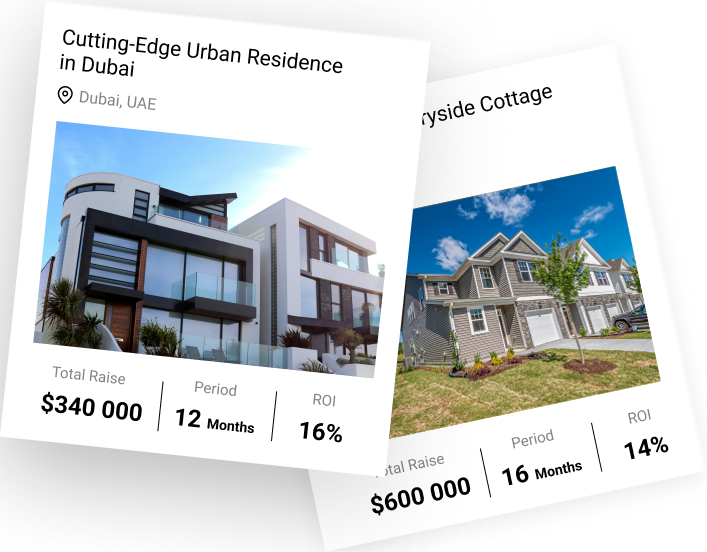 Cutting-Edge Urban Residence
in Dubai
Dubai, UAE
Total Raise
$340 000
Period
12 Months
ROI
16%
ryside Cottage
otal Raise
$600 000
Period
16 Months
ROI
14%